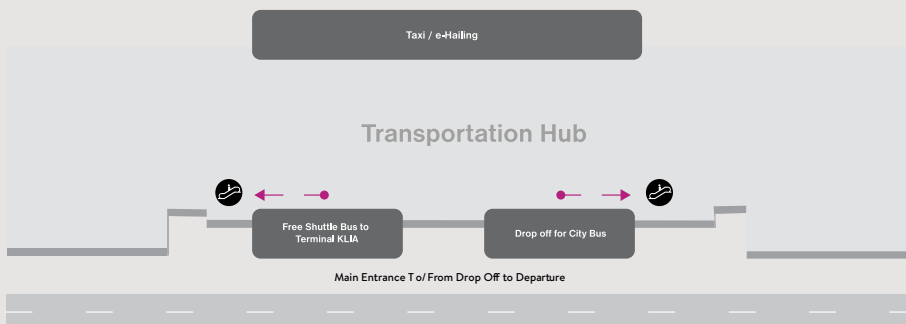 Taxi / e-Hailing
Transportation Hub
Free Shuttle Bus to
Terminal KLIA
Drop off for City Bus
Main Entrance T o/ From Drop Off to Departure